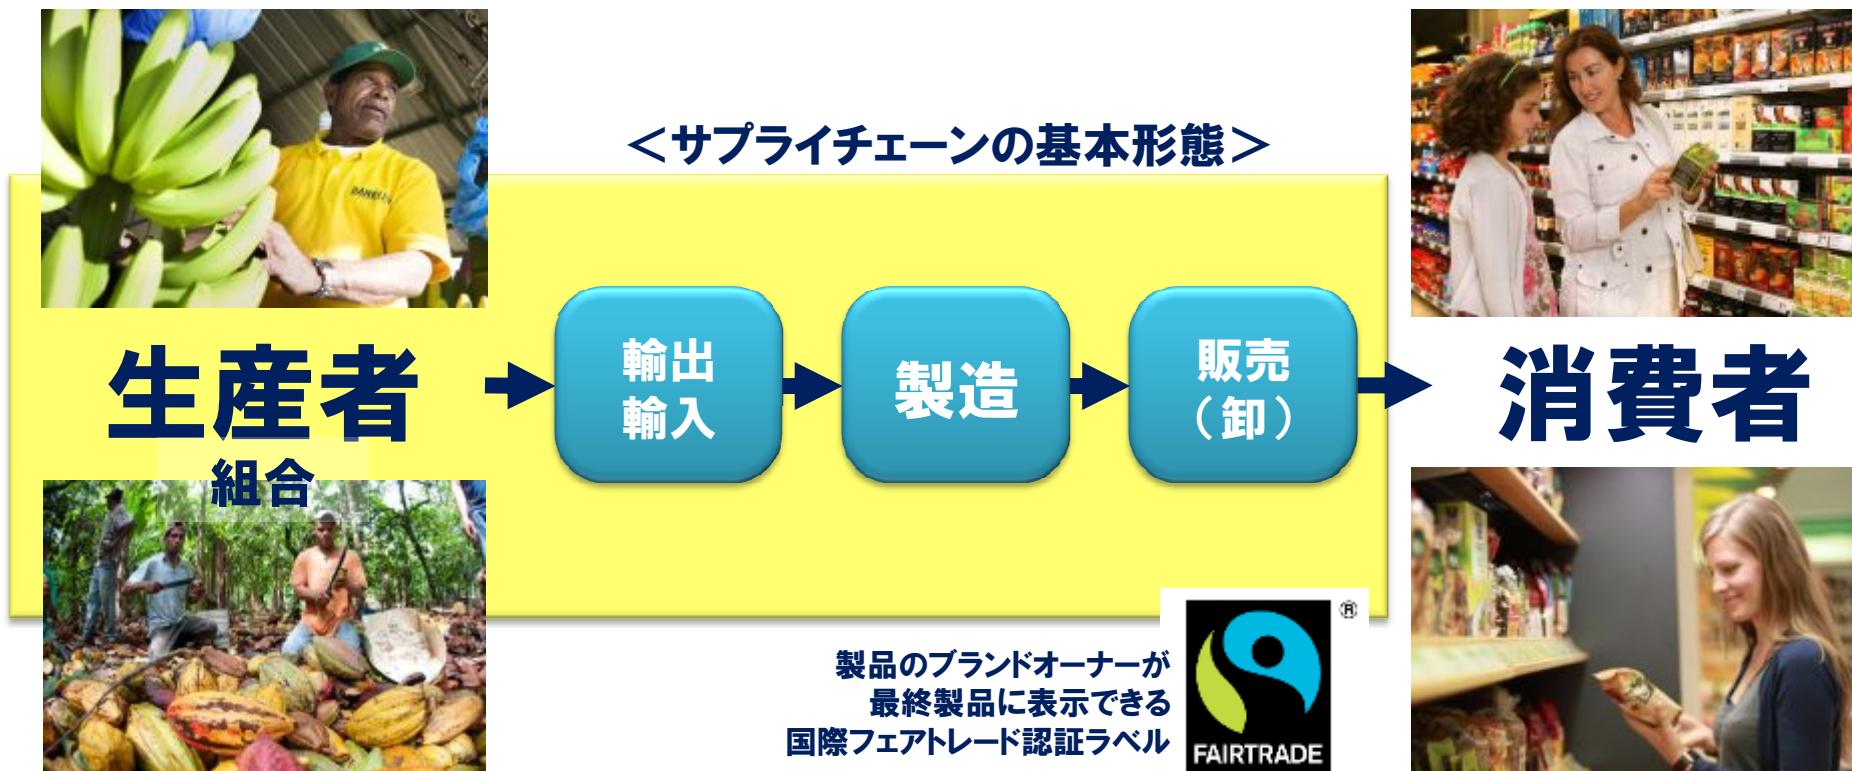 ＜サプライチェーンの基本形態＞
生産者
組合
輸出
輸入
製造
販売
（卸）
消費者
製品のブランドオーナーが
最終製品に表示できる
国際フェアトレード認証ラベル
®
FAIRTRADE